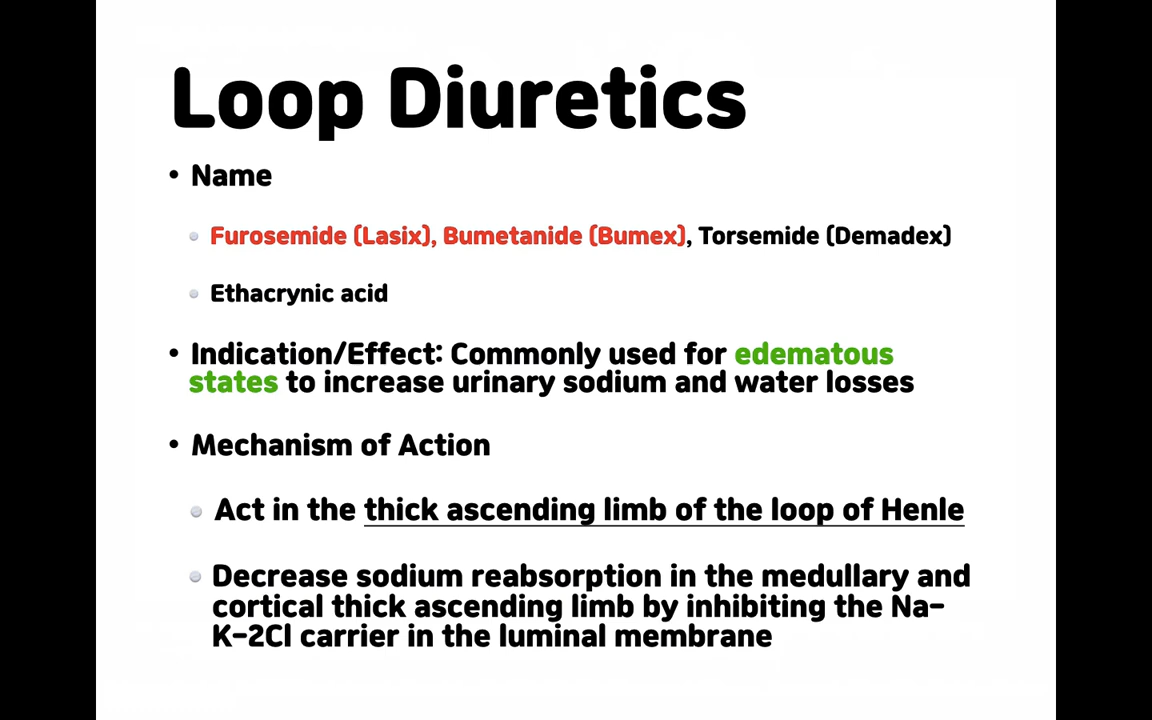 Loop Diuretics
• Name
Furosemide (Lasix), Bumetanide (Bumex), Torsemide (Demadex)
Ethacrynic acid
• Indication/Effect: Commonly used for edematous
states to increase urinary sodium and water losses
• Mechanism of Action
Act in the thick ascending limb of the loop of Henle
Decrease sodium reabsorption in the medullary and
cortical thick ascending limb by inhibiting the Na-
K-2Cl carrier in the luminal membrane